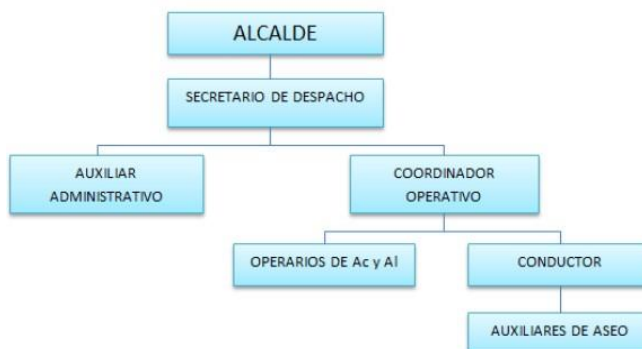 ALCALDE
SECRETARIO DE DESPACHO
AUXILIAR
ADMINISTRATIVO
COORDINADOR
OPERATIVO
OPERARIOS DE Ac y Al
CONDUCTOR
AUXILIARES DE ASEO